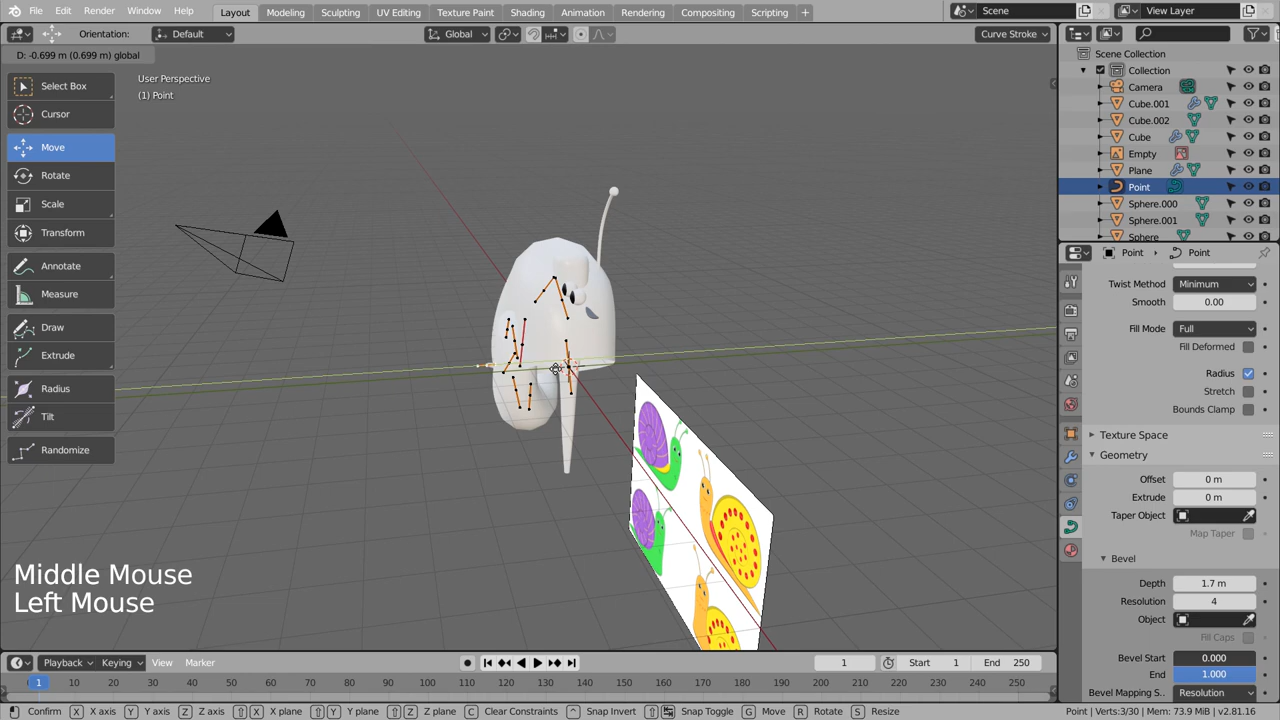 File Edit Render Window Help
Layout Modeling Sculpting UV Editing Texture Paint Shading Animation Rendering Compositing Scripting +
Scene
View Layer
Orientation: Default
Global
Curve Stroke
D: -0.699 m (0.699 m) global
Select Box
Cursor
Move
Rotate
Scale
Transform
Annotate
Measure
Draw
Extrude
Radius
Tilt
Randomize
User Perspective
(1) Point
Middle Mouse
Left Mouse
Scene Collection
Collection
Camera
Cube.001
Cube.002
Cube
Empty
Plane
Point
Sphere.000
Sphere.001
Sphere
Point Point
Twist Method Minimum
Smooth 0.00
Fill Mode Full
Fill Deformed
Radius
Stretch
Bounds Clamp
Texture Space
Geometry
Offset 0 m
Extrude 0 m
Taper Object
Map Taper
Bevel
Depth 1.7 m
Resolution 4
Object
Fill Caps
Bevel Start 0.000
End 1.000
Bevel Mapping S.. Resolution
Playback Keying View Marker
1 Start 1 End 250
1 10 20 30 40 50 60 70 80 90 100 110 120 130 140 150 160 170 180 190 200 210 220 230 240 250
Confirm X X axis Y Y axis Z Z axis X X plane Y Y plane Z Z plane C Clear Constraints Snap Invert Snap Toggle G Move R Rotate S Resize
Point | Verts:3/30 | Mem: 73.9 MiB | v2.81.16